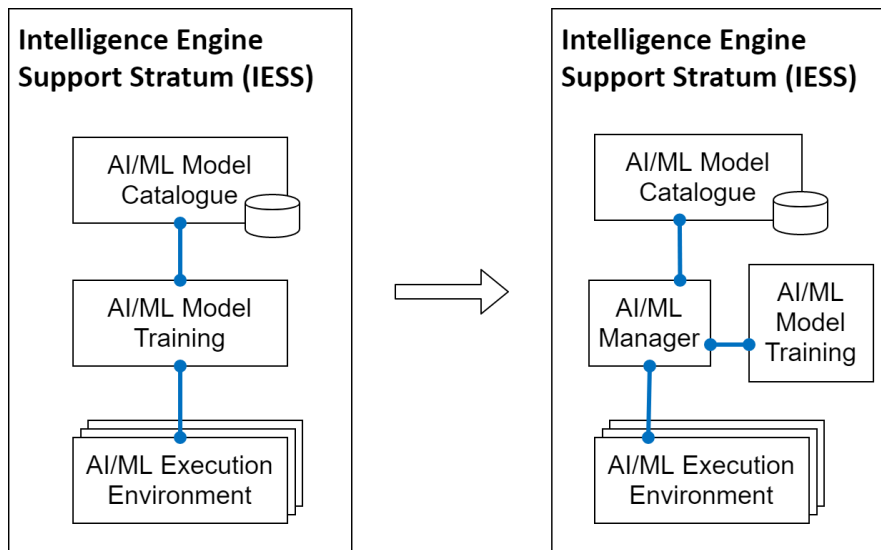 Intelligence Engine
Support Stratum (IESS)
AI/ML Model
Catalogue
AI/ML Model
Training
AI/ML Execution
Environment
Intelligence Engine
Support Stratum (IESS)
AI/ML Model
Catalogue
AI/ML
Manager
AI/ML
Model
Training
AI/ML Execution
Environment